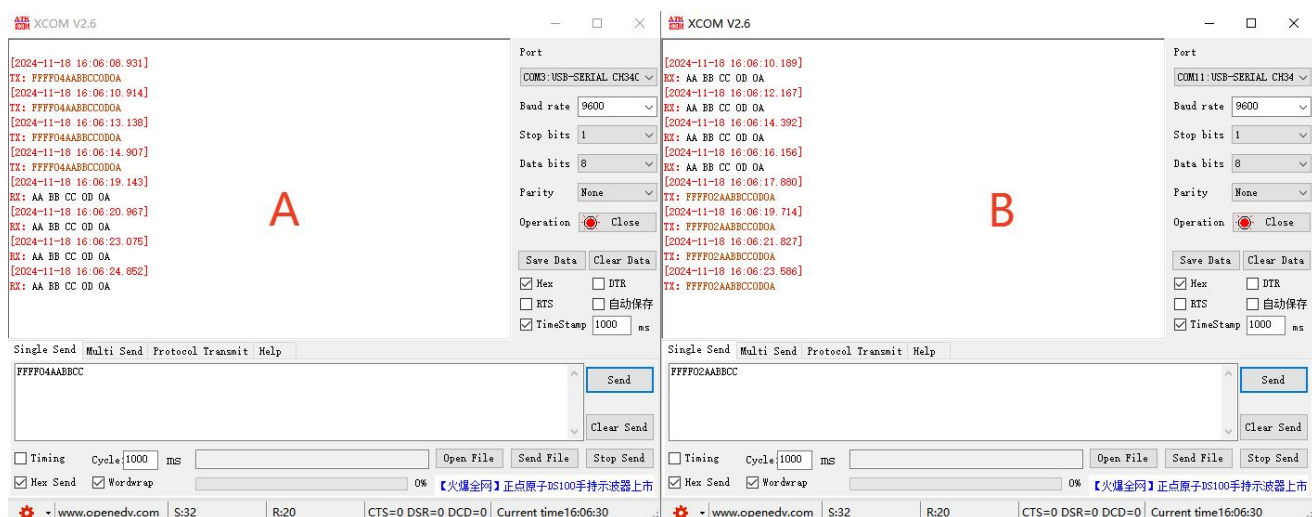 XCOM V2.6
[2024-11-18 16:06:08.931]
TX: FFFF04AABBCC0D0A
[2024-11-18 16:06:10.914]
TX: FFFF04AABBCC0D0A
[2024-11-18 16:06:13.138]
TX: FFFF04AABBCC0D0A
[2024-11-18 16:06:14.907]
TX: FFFF04AABBCC0D0A
[2024-11-18 16:06:19.143]
RX: AA BB CC 0D 0A
[2024-11-18 16:06:20.967]
RX: AA BB CC 0D 0A
[2024-11-18 16:06:23.075]
RX: AA BB CC 0D 0A
[2024-11-18 16:06:24.852]
RX: AA BB CC 0D 0A
A
Port
COM3:USB-SERIAL CH34C
Baud rate 9600
Stop bits 1
Data bits 8
Parity None
Operation Close
Save Data Clear Data
Hex DTR
RTS 自动保存
TimeStamp 1000 ms
Single Send Multi Send Protocol Transmit Help
FFFF04AABBCC
Send
Clear Send
Timing Cycle: 1000 ms Open File Send File Stop Send
Hex Send Wordwrap 0% 【火爆全网】正点原子DS100手持示波器上市
www.openedv.com S:32 R:20 CTS=0 DSR=0 DCD=0 Current time16:06:30
XCOM V2.6
[2024-11-18 16:06:10.189]
RX: AA BB CC 0D 0A
[2024-11-18 16:06:12.167]
RX: AA BB CC 0D 0A
[2024-11-18 16:06:14.392]
RX: AA BB CC 0D 0A
[2024-11-18 16:06:16.156]
RX: AA BB CC 0D 0A
[2024-11-18 16:06:17.880]
TX: FFFF02AABBCC0D0A
[2024-11-18 16:06:19.714]
TX: FFFF02AABBCC0D0A
[2024-11-18 16:06:21.827]
TX: FFFF02AABBCC0D0A
[2024-11-18 16:06:23.586]
TX: FFFF02AABBCC0D0A
B
Port
COM11:USB-SERIAL CH34
Baud rate 9600
Stop bits 1
Data bits 8
Parity None
Operation Close
Save Data Clear Data
Hex DTR
RTS 自动保存
TimeStamp 1000 ms
Single Send Multi Send Protocol Transmit Help
FFFF02AABBCC
Send
Clear Send
Timing Cycle: 1000 ms Open File Send File Stop Send
Hex Send Wordwrap 0% 【火爆全网】正点原子DS100手持示波器上市
www.openedv.com S:32 R:20 CTS=0 DSR=0 DCD=0 Current time16:06:30